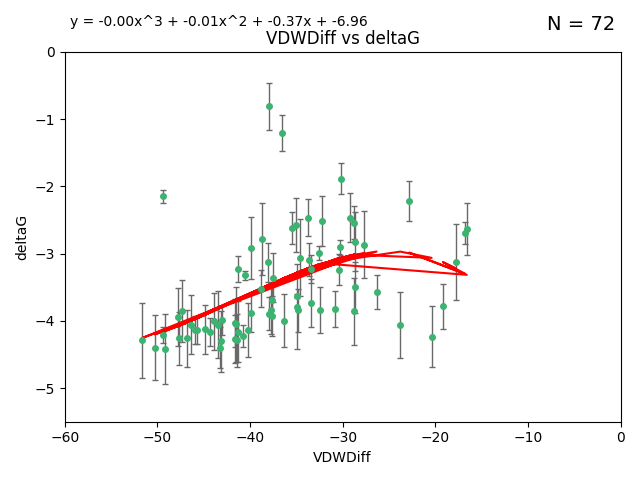 y = -0.00x^3 + -0.01x^2 + -0.37x + -6.96
N = 72
VDWDiff vs deltaG
0
−1
−2
−3
−4
−5
deltaG
−60 −50 −40 −30 −20 −10 0
VDWDiff